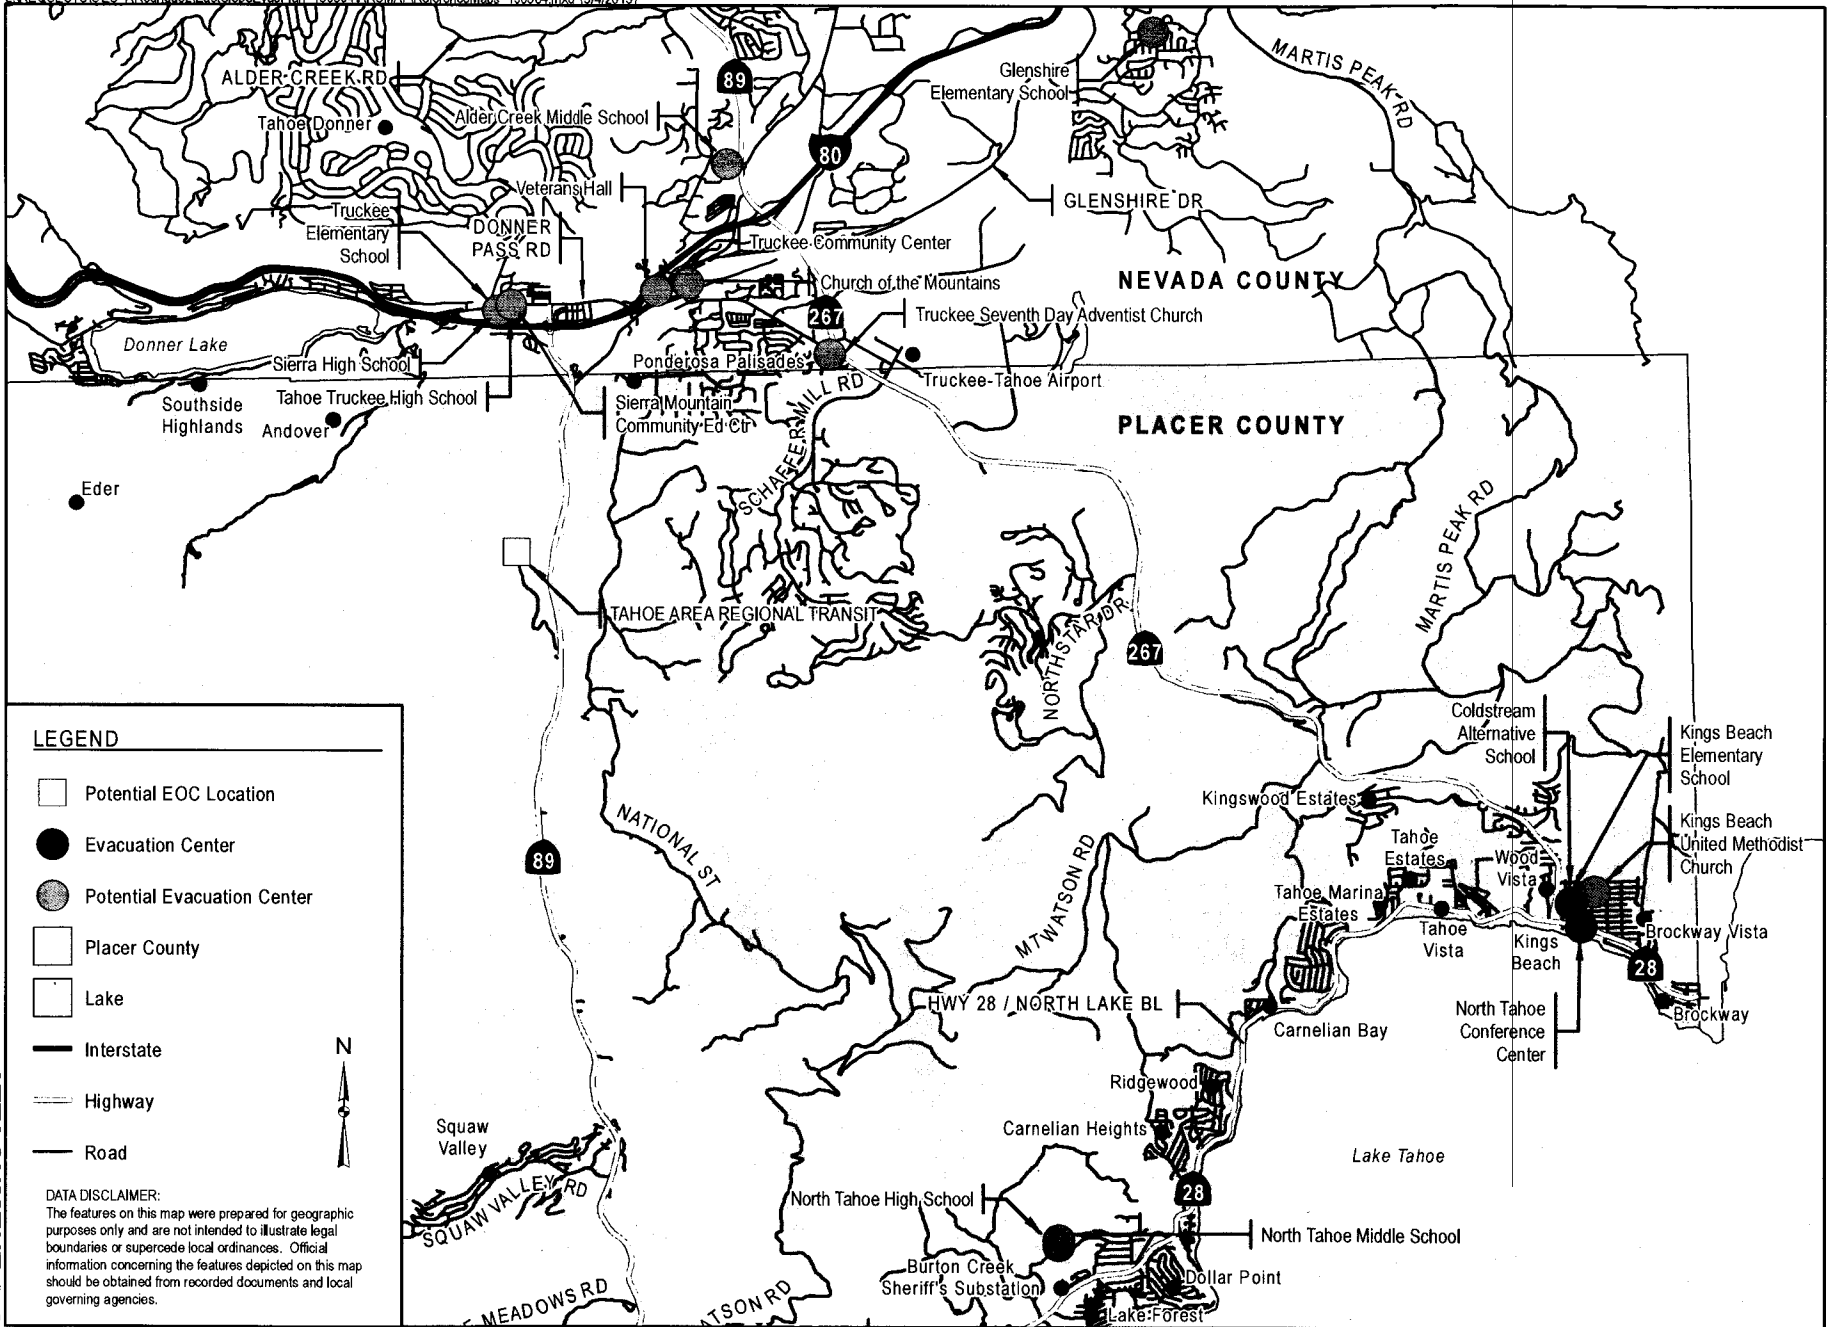 MARTIS PEAK RD
ALDER CREEK RD
89
Glenshire
Elementary School
Tahoe Donner
Alder Creek Middle School
80
Veterans Hall
GLENSHIRE DR
Truckee
Elementary
School
DONNER
PASS RD
Truckee Community Center
NEVADA COUNTY
Church of the Mountains
267
Truckee Seventh Day Adventist Church
Donner Lake
Sierra High School
Ponderosa Palisades
Truckee-Tahoe Airport
Tahoe Truckee High School
Southside
Highlands
Andover
Sierra Mountain
Community Ed Ctr
SCHAEFFER MILL RD
PLACER COUNTY
Eder
MARTIS PEAK RD
TAHOE AREA REGIONAL TRANSIT
NORTHSTAR DR
267
Coldstream
Alternative
School
Kings Beach
Elementary
School
Kingswood Estates
NATIONAL ST
89
Tahoe
Estates
Wood
Vista
Kings Beach
United Methodist
Church
MT WATSON RD
Tahoe Marina
Estates
Tahoe
Vista
Kings
Beach
Brockway Vista
28
HWY 28 / NORTH LAKE BL
Carnelian Bay
North Tahoe
Conference
Center
Brockway
Ridgewood
Carnelian Heights
Lake Tahoe
Squaw
Valley
SQUAW VALLEY RD
28
North Tahoe High School
North Tahoe Middle School
Burton Creek
Sheriff's Substation
Dollar Point
Lake Forest
MEADOWS RD
LEGEND
Potential EOC Location
Evacuation Center
Potential Evacuation Center
Placer County
Lake
Interstate
Highway
Road
N
DATA DISCLAIMER:
The features on this map were prepared for geographic
purposes only and are not intended to illustrate legal
boundaries or supercede local ordinances. Official
information concerning the features depicted on this map
should be obtained from recorded documents and local
governing agencies.